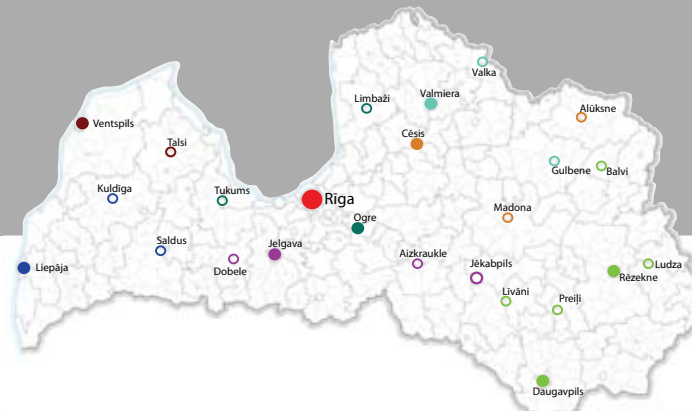 Valka
Limbaži
Valmiera
Alūksne
Ventspils
Cēsis
Talsi
Gulbene
Balvi
Kuldīga
Tukums
Rīga
Madona
Ogre
Saldus
Jelgava
Aizkraukle
Jēkabpils
Ludza
Liepāja
Dobele
Rēzekne
Līvāni
Preiļi
Daugavpils